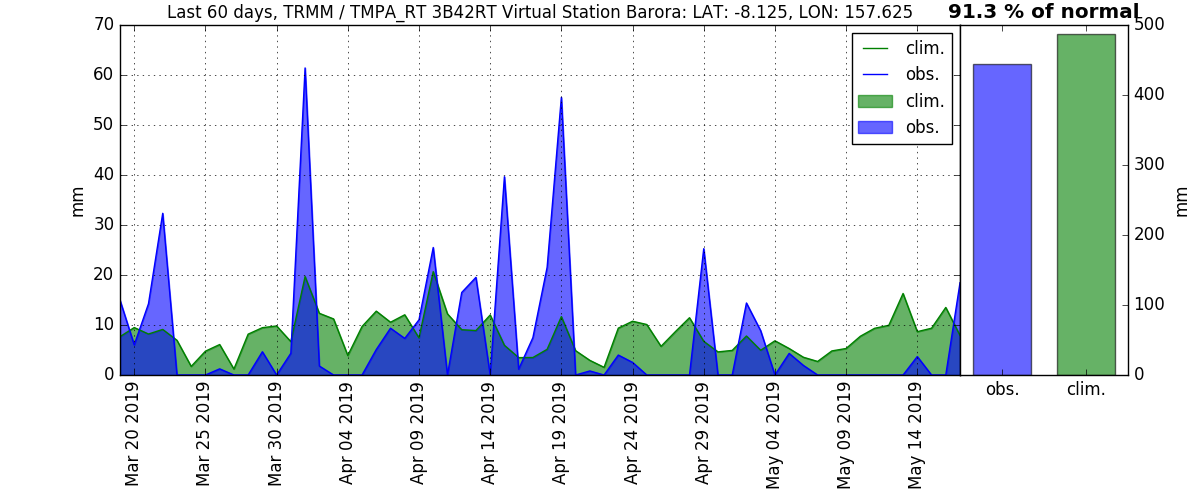 Last 60 days, TRMM / TMPA_RT 3B42RT Virtual Station Barora: LAT: -8.125, LON: 157.625
91.3 % of normal
70
60
50
40
30
20
10
0
mm
clim.
obs.
clim.
obs.
500
400
300
200
100
0
mm
obs.
clim.
Mar 20 2019
Mar 25 2019
Mar 30 2019
Apr 04 2019
Apr 09 2019
Apr 14 2019
Apr 19 2019
Apr 24 2019
Apr 29 2019
May 04 2019
May 09 2019
May 14 2019